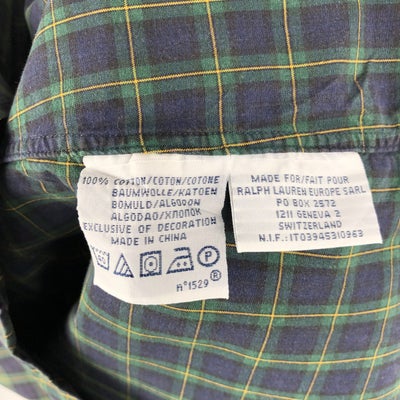 100% COTTON/COTON/COTONE
BAUMWOLLE/KATOEN
BOMULD/ALGODON
ALGODAO/ХЛОПОК
EXCLUSIVE OF DECORATION
MADE IN CHINA
P
N°1529 ®
MADE FOR/FAIT POUR
RALPH LAUREN EUROPE SARL
PO BOX 2572
1211 GENEVA 2
SWITZERLAND
N.I.F.:IT03945310963